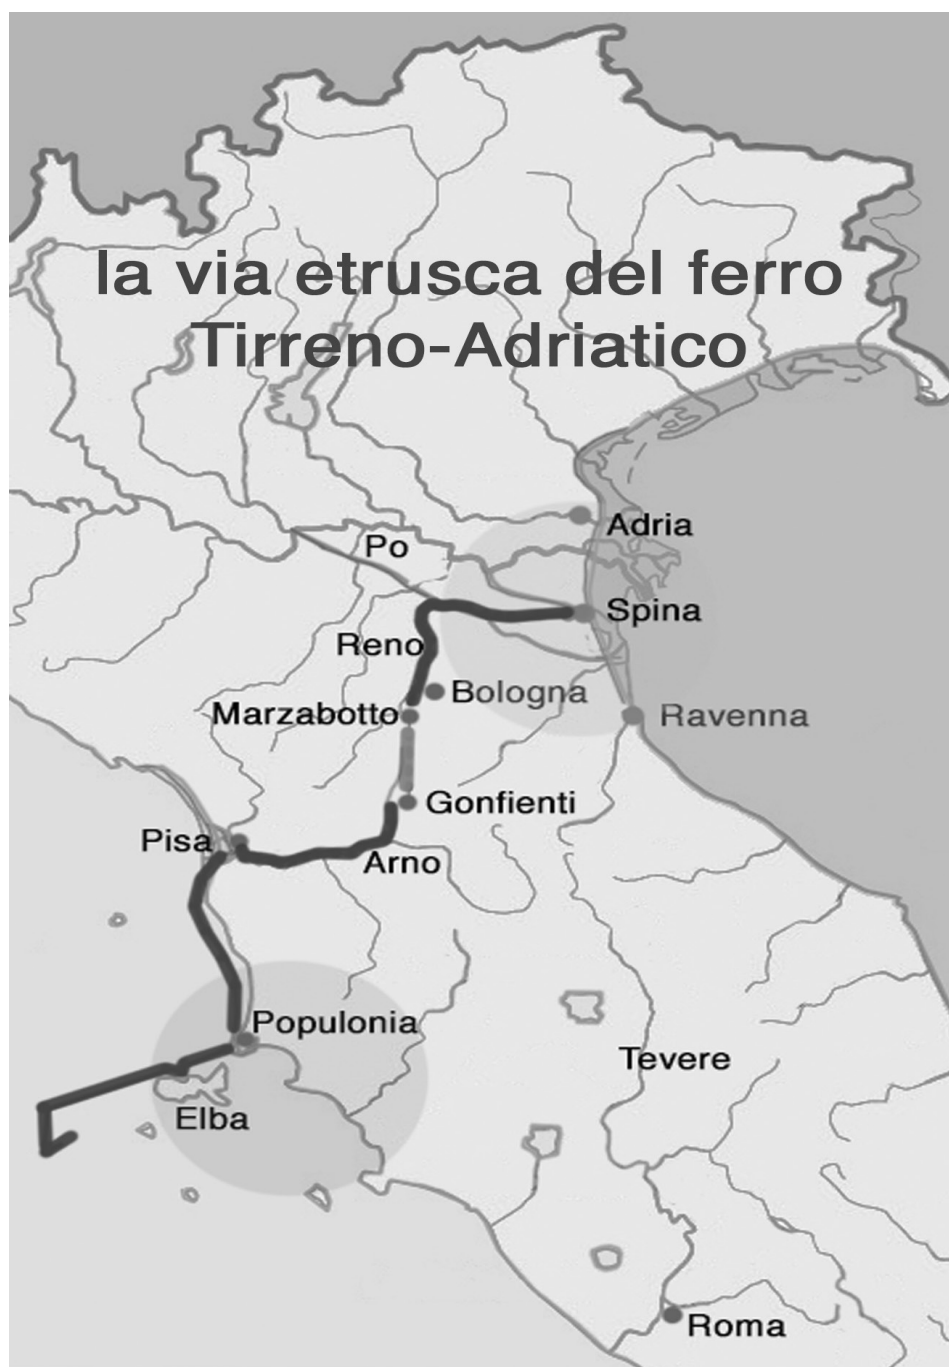 la via etrusca del ferro
Tirreno-Adriatico
Adria
Po
Spina
Reno
Bologna
Marzabotto
Ravenna
Gonfienti
Pisa
Arno
Populonia
Tevere
Elba
Roma